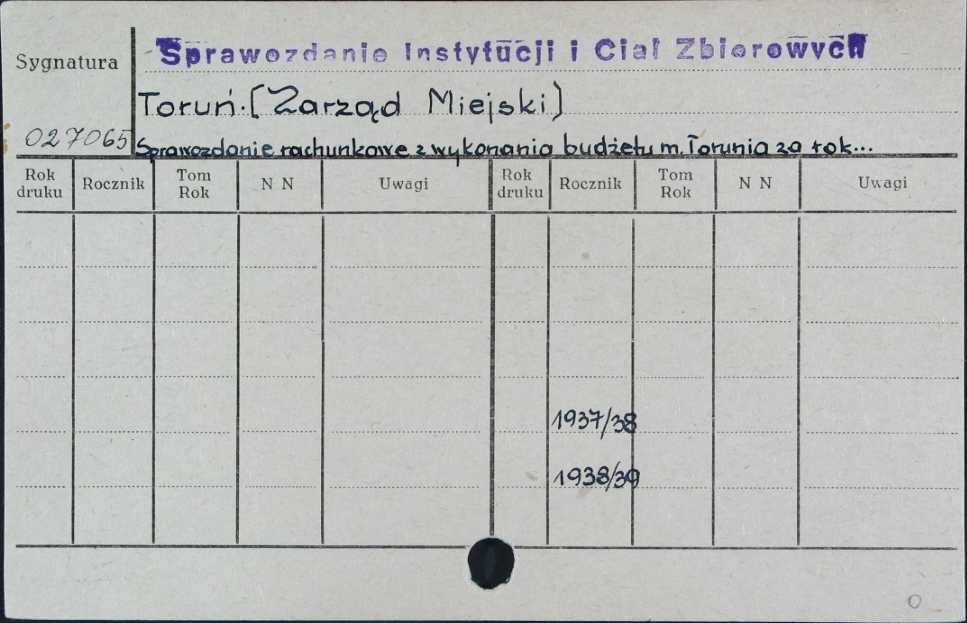 Sprawozdanie Instytucji i Ciał Zbiorowych
Sygnatura
Toruń. [Zarząd Miejski]
027065
Sprawozdanie rachunkowe z wykonania budżetu m. Torunia za rok...
Rok druku Rocznik Tom Rok N N Uwagi Rok druku Rocznik Tom Rok N N Uwagi
1937/38
1938/39
0